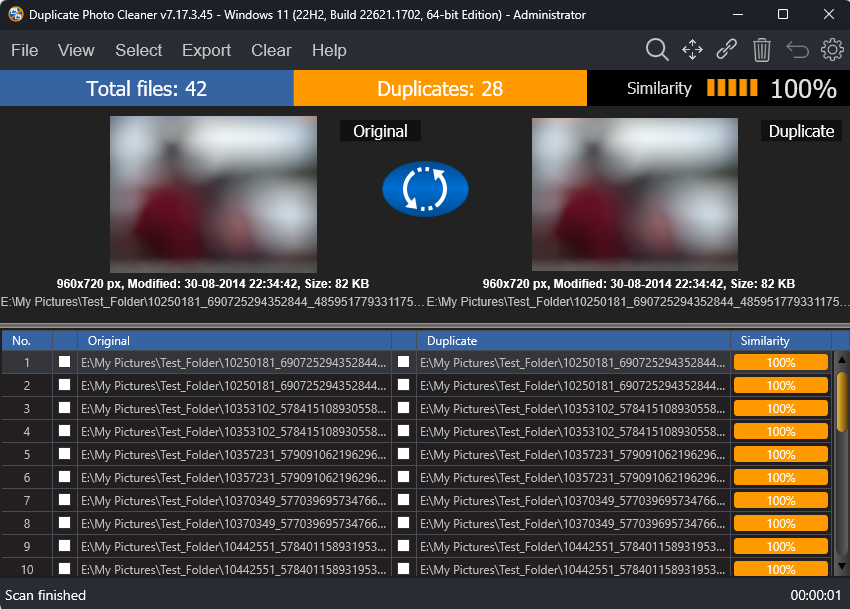 Duplicate Photo Cleaner v7.17.3.45 - Windows 11 (22H2, Build 22621.1702, 64-bit Edition) - Administrator
File View Select Export Clear Help
Total files: 42 Duplicates: 28 Similarity 100%
Original Duplicate
960x720 px, Modified: 30-08-2014 22:34:42, Size: 82 KB 960x720 px, Modified: 30-08-2014 22:34:42, Size: 82 KB
E:\My Pictures\Test_Folder\10250181_690725294352844_485951779331175... E:\My Pictures\Test_Folder\10250181_690725294352844_485951779331175...
No. Original Duplicate Similarity
1 E:\My Pictures\Test_Folder\10250181_690725294352844... E:\My Pictures\Test_Folder\10250181_690725294352844... 100%
2 E:\My Pictures\Test_Folder\10250181_690725294352844... E:\My Pictures\Test_Folder\10250181_690725294352844... 100%
3 E:\My Pictures\Test_Folder\10353102_578415108930558... E:\My Pictures\Test_Folder\10353102_578415108930558... 100%
4 E:\My Pictures\Test_Folder\10353102_578415108930558... E:\My Pictures\Test_Folder\10353102_578415108930558... 100%
5 E:\My Pictures\Test_Folder\10357231_579091062196296... E:\My Pictures\Test_Folder\10357231_579091062196296... 100%
6 E:\My Pictures\Test_Folder\10357231_579091062196296... E:\My Pictures\Test_Folder\10357231_579091062196296... 100%
7 E:\My Pictures\Test_Folder\10370349_577039695734766... E:\My Pictures\Test_Folder\10370349_577039695734766... 100%
8 E:\My Pictures\Test_Folder\10370349_577039695734766... E:\My Pictures\Test_Folder\10370349_577039695734766... 100%
9 E:\My Pictures\Test_Folder\10442551_578401158931953... E:\My Pictures\Test_Folder\10442551_578401158931953... 100%
10 E:\My Pictures\Test_Folder\10442551_578401158931953... E:\My Pictures\Test_Folder\10442551_578401158931953... 100%
Scan finished 00:00:01